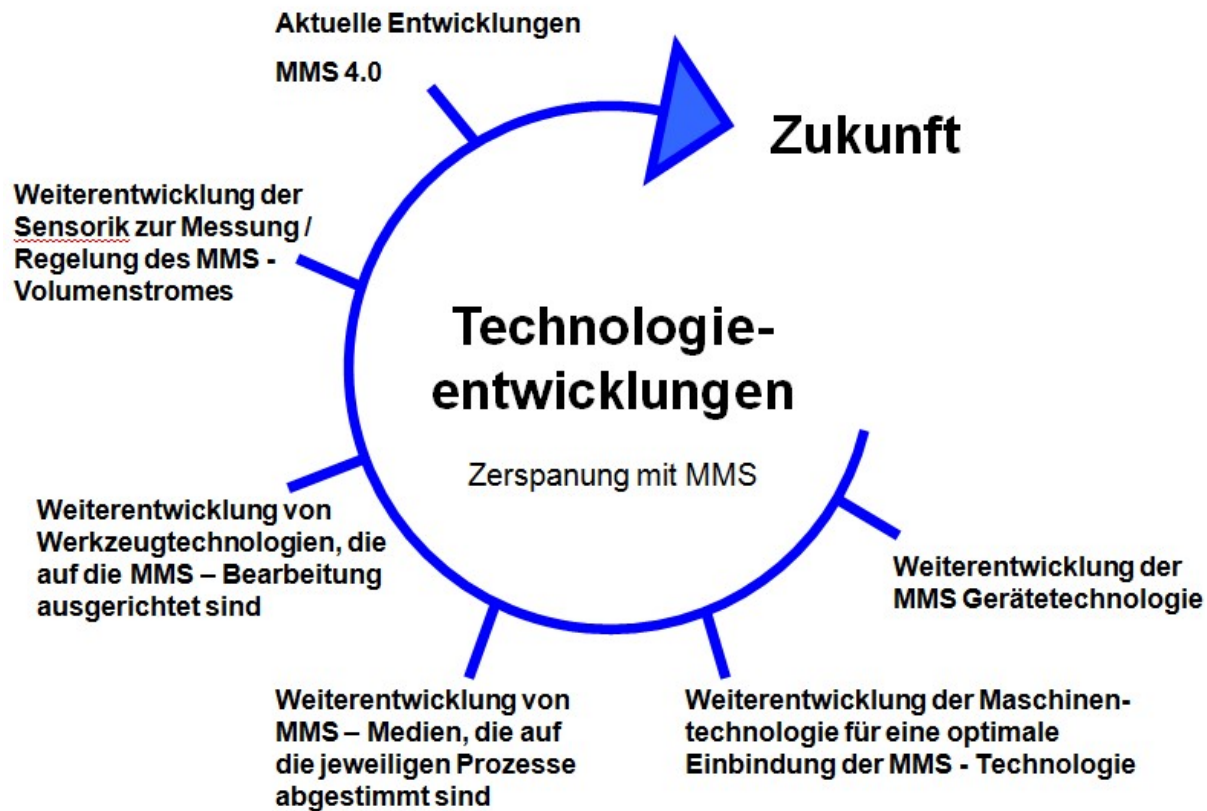 Aktuelle Entwicklungen
MMS 4.0
Zukunft
Weiterentwicklung der
Sensorik zur Messung /
Regelung des MMS -
Volumenstromes
Technologie-
entwicklungen
Zerspanung mit MMS
Weiterentwicklung von
Werkzeugtechnologien, die
auf die MMS – Bearbeitung
ausgerichtet sind
Weiterentwicklung der
MMS Gerätetechnologie
Weiterentwicklung von
MMS – Medien, die auf
die jeweiligen Prozesse
abgestimmt sind
Weiterentwicklung der Maschinen-
technologie für eine optimale
Einbindung der MMS - Technologie